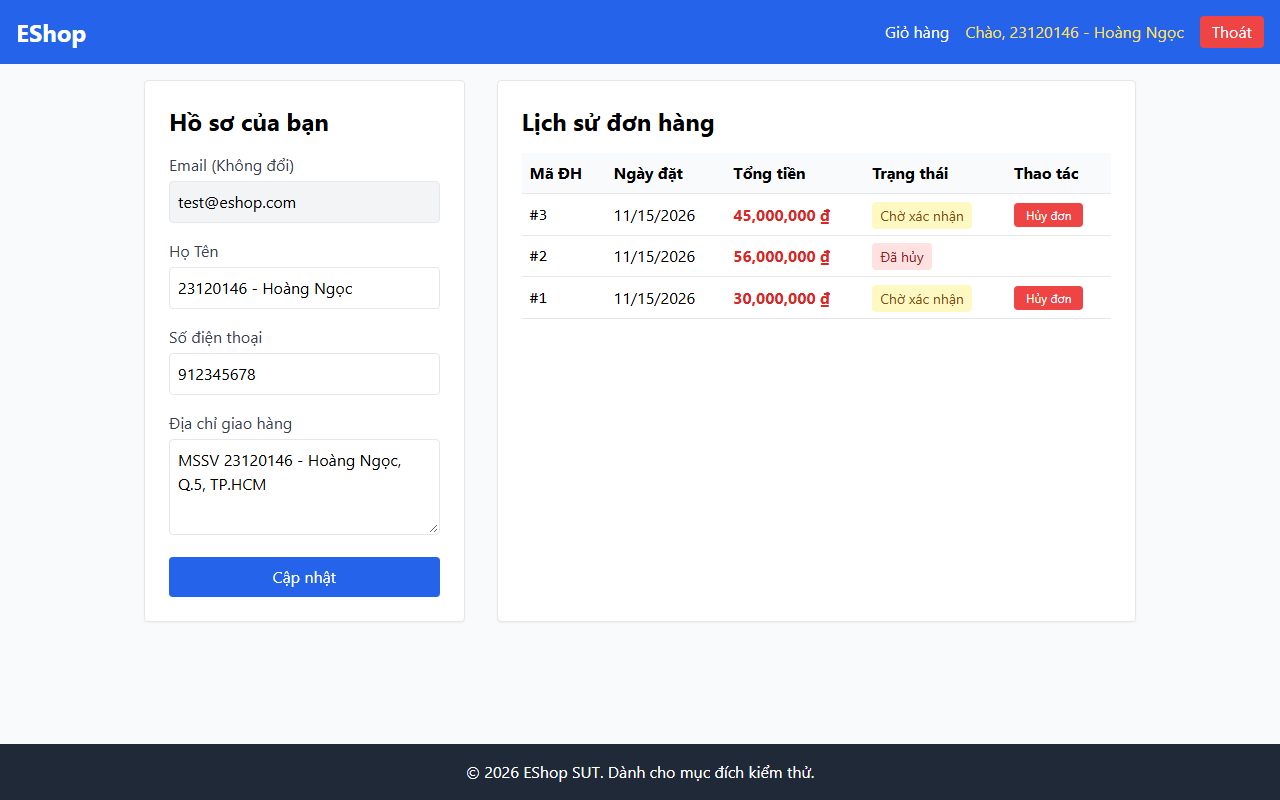 EShop
Giỏ hàng Chào, 23120146 - Hoàng Ngọc Thoát
Hồ sơ của bạn
Email (Không đổi)
test@eshop.com
Họ Tên
23120146 - Hoàng Ngọc
Số điện thoại
912345678
Địa chỉ giao hàng
MSSV 23120146 - Hoàng Ngọc,
Q.5, TP.HCM
Cập nhật
Lịch sử đơn hàng
Mã ĐH Ngày đặt Tổng tiền Trạng thái Thao tác
#3 11/15/2026 45,000,000 ₫ Chờ xác nhận Hủy đơn
#2 11/15/2026 56,000,000 ₫ Đã hủy
#1 11/15/2026 30,000,000 ₫ Chờ xác nhận Hủy đơn
© 2026 EShop SUT. Dành cho mục đích kiểm thử.